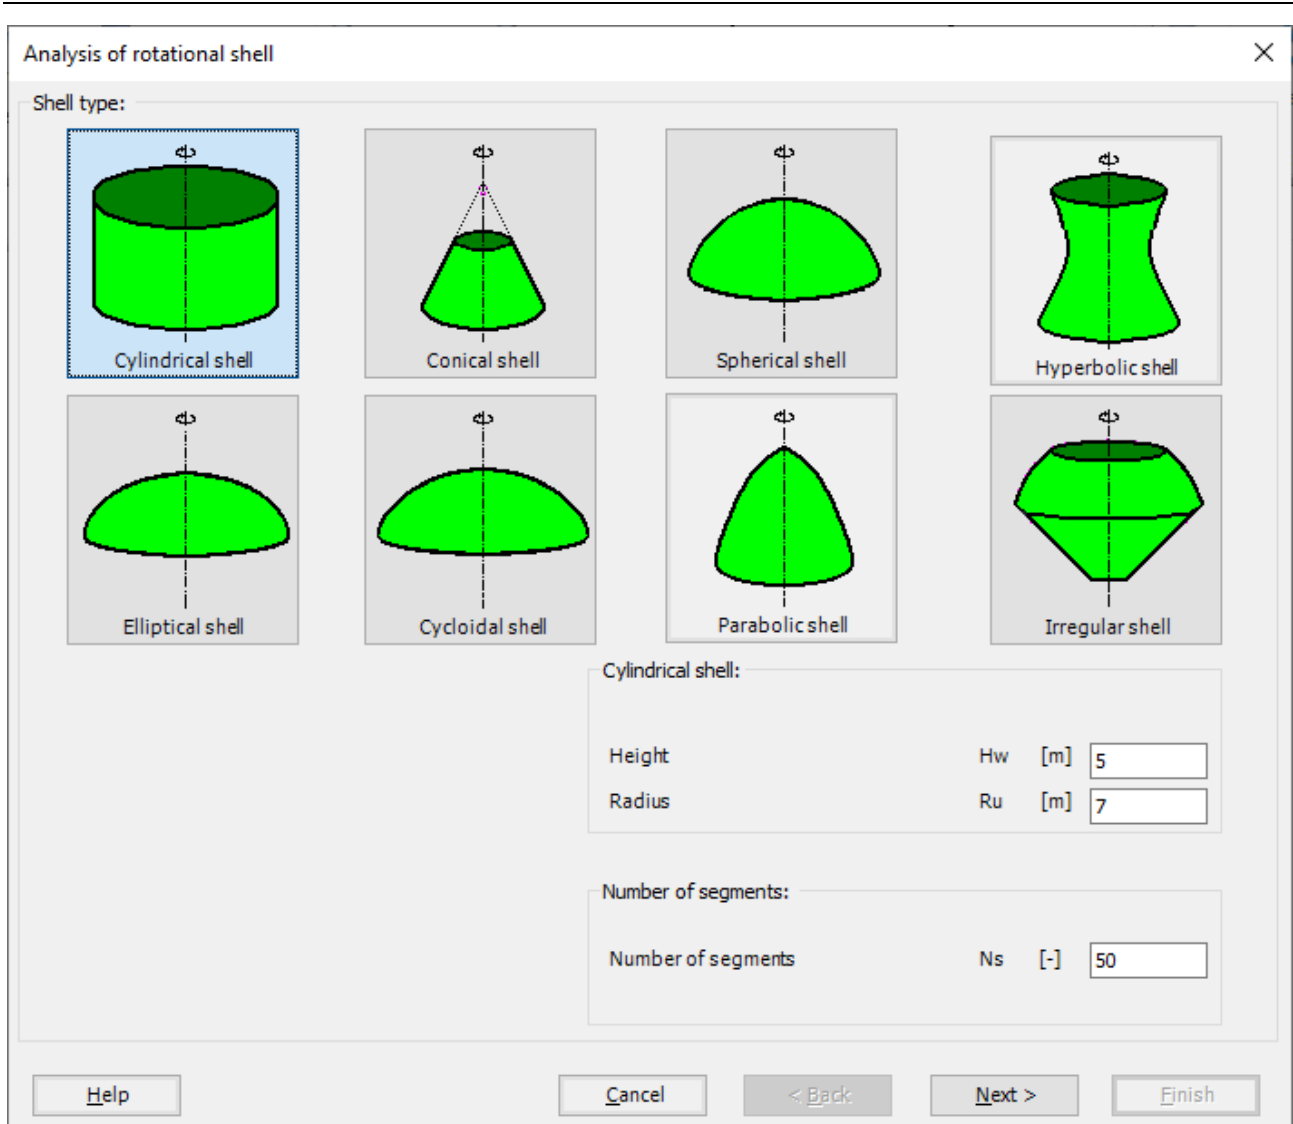 Analysis of rotational shell
Shell type:
Cylindrical shell
Conical shell
Spherical shell
Hyperbolic shell
Elliptical shell
Cycloidal shell
Parabolic shell
Irregular shell
Cylindrical shell:
Height Hw [m] 5
Radius Ru [m] 7
Number of segments:
Number of segments Ns [-] 50
Help Cancel < Back Next > Finish